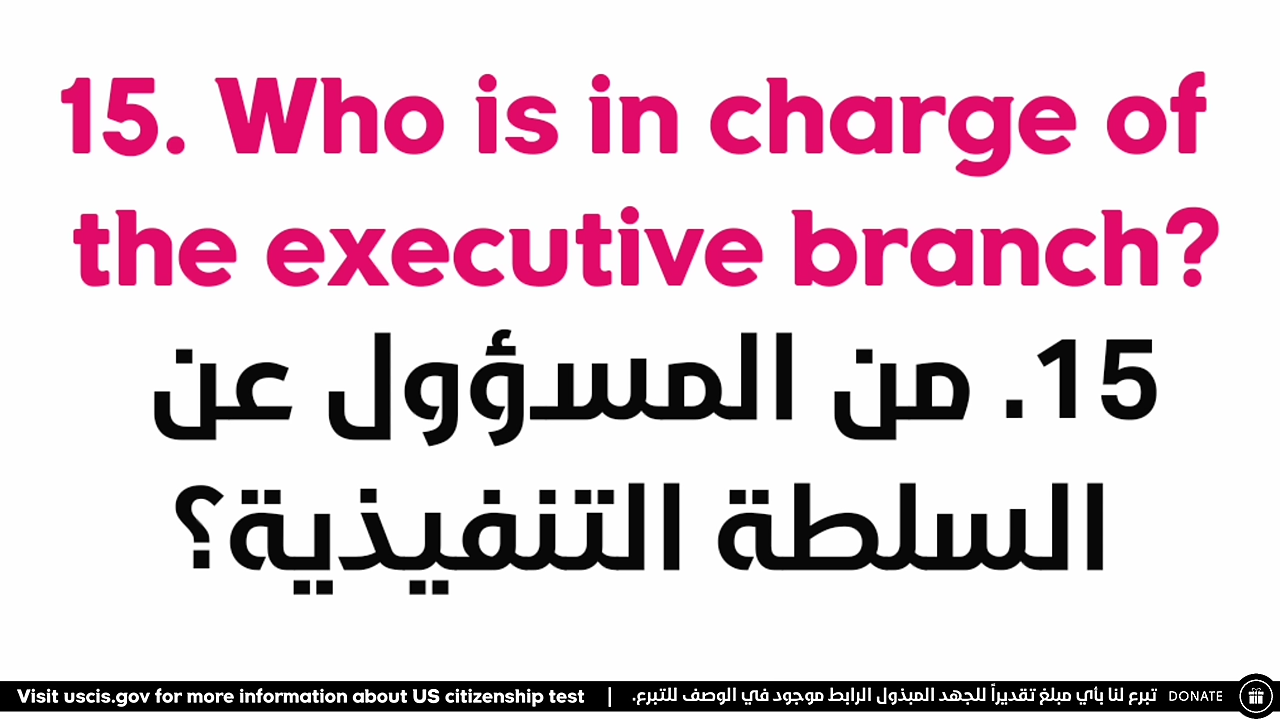 15. Who is in charge of
the executive branch?
15. من المسؤول عن
السلطة التنفيذية؟
Visit uscis.gov for more information about US citizenship test | تبرع لنا بأي مبلغ تقديراً للجهد المبذول الرابط موجود في الوصف للتبرع. DONATE